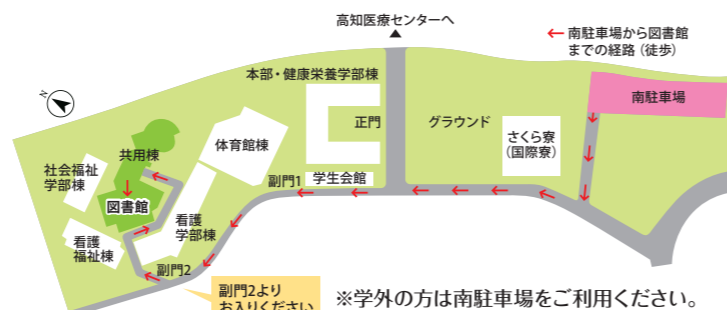 高知医療センターへ
← 南駐車場から図書館
までの経路(徒歩)
N
本部・健康栄養学部棟
南駐車場
正門
グラウンド
さくら寮
(国際寮)
体育館棟
共用棟
社会福祉
学部棟
学生会館
副門1
図書館
看護
学部棟
看護
福祉棟
副門2
副門2より
お入りください
※学外の方は南駐車場をご利用ください。